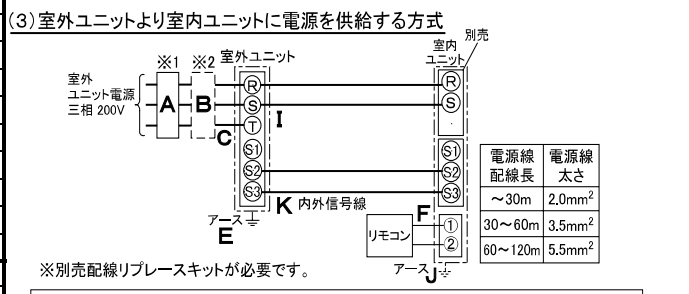 (3)室外ユニットより室内ユニットに電源を供給する方式
別売
※1 ※2 室外ユニット 室内ユニット
室外
ユニット電源
三相 200V
A B
R S T S1 S2 S3
C
I
R S
S1 S2 S3
K 内外信号線
アース
E
F
リモコン
① ②
アース J
※別売配線リプレースキットが必要です。
電源線配線長 電源線太さ
～30m 2.0mm²
30～60m 3.5mm²
60～120m 5.5mm²